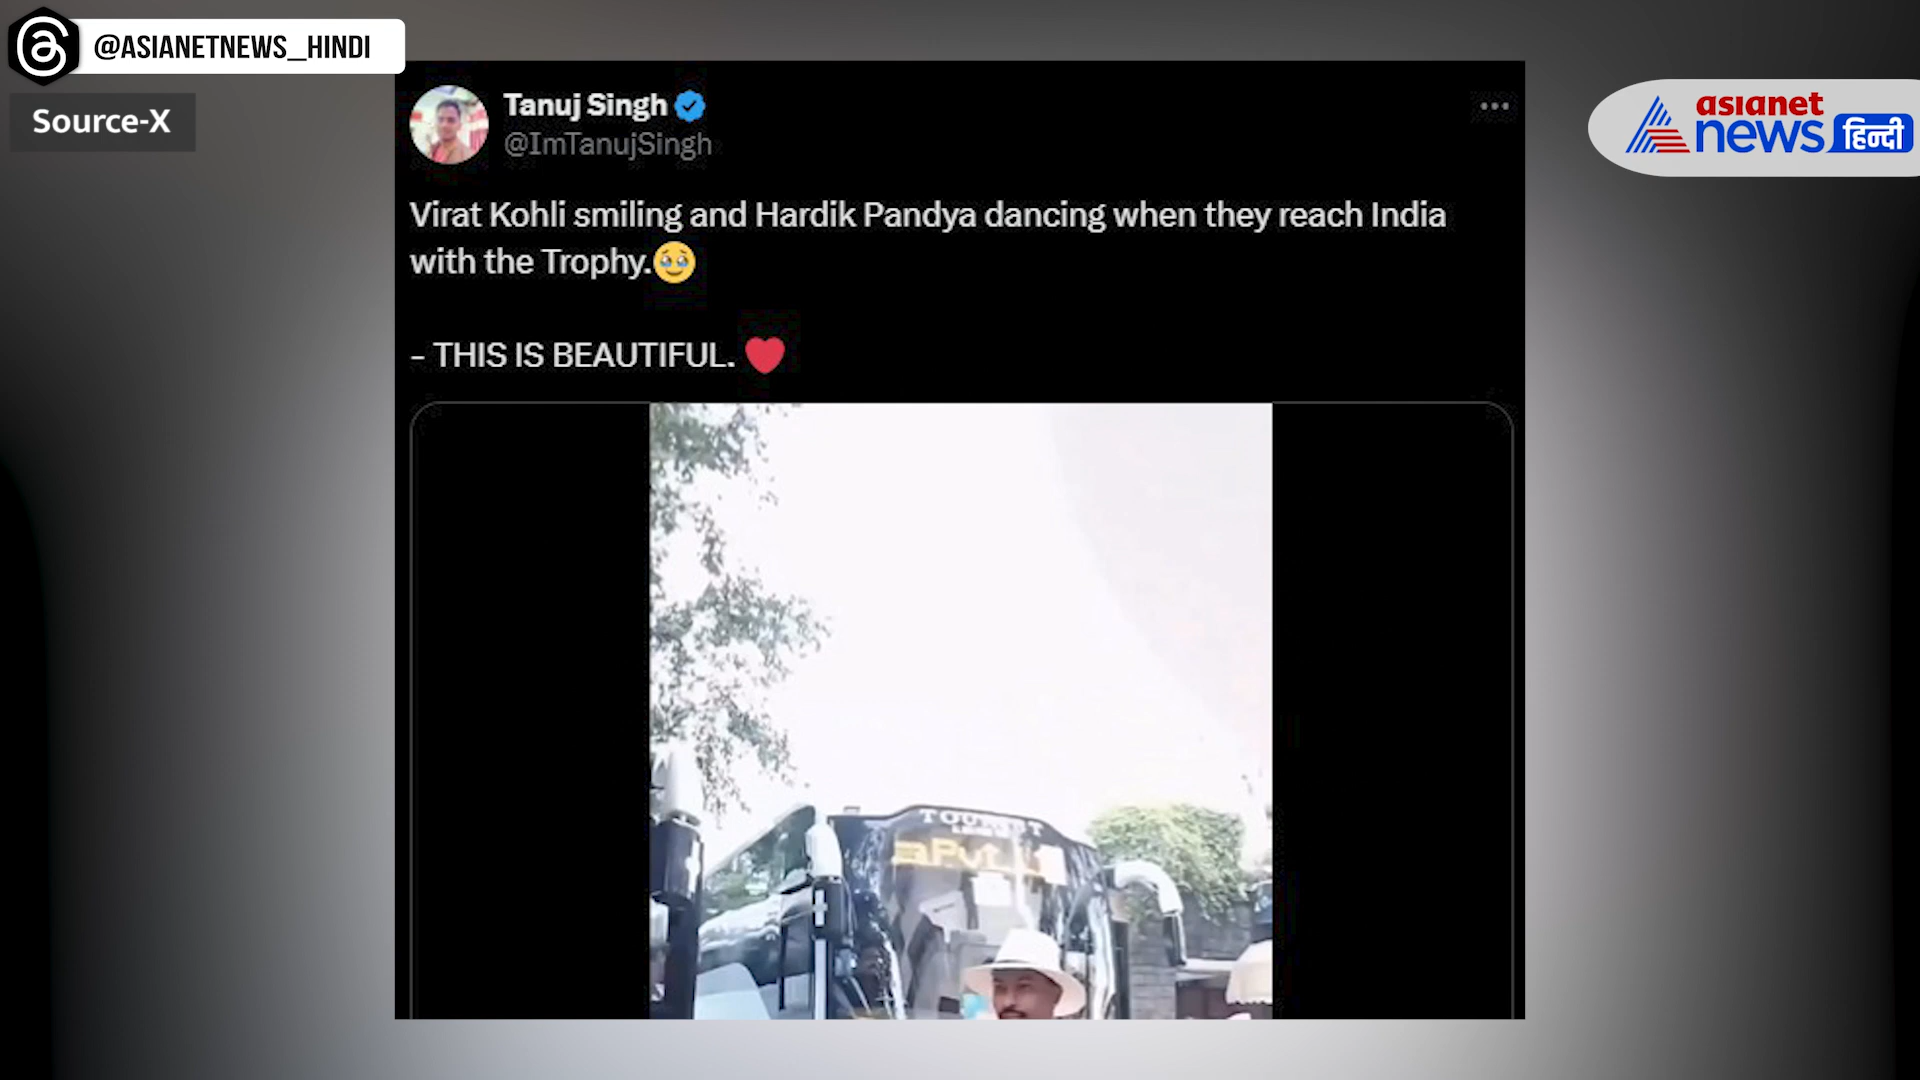 @ASIANETNEWS_HINDI
Source-X
asianet
news हिन्दी
Tanuj Singh
@ImTanujSingh
Virat Kohli smiling and Hardik Pandya dancing when they reach India
with the Trophy.🥹
- THIS IS BEAUTIFUL. ❤️
TOURIST